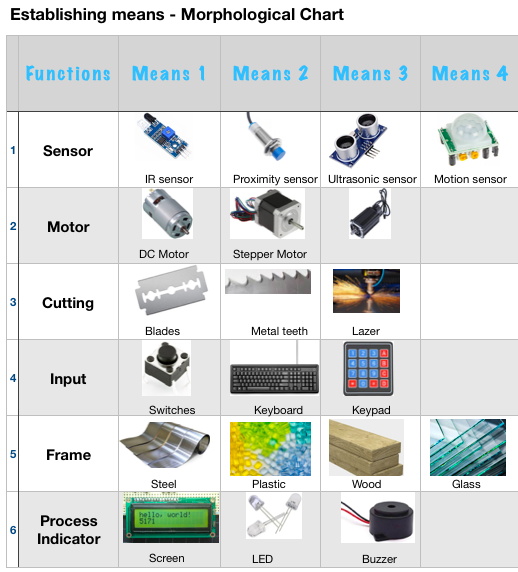 Establishing means - Morphological Chart
Functions Means 1 Means 2 Means 3 Means 4
1 Sensor IR sensor Proximity sensor Ultrasonic sensor Motion sensor
2 Motor DC Motor Stepper Motor
3 Cutting Blades Metal teeth Lazer
4 Input Switches Keyboard Keypad
5 Frame Steel Plastic Wood Glass
hello, world!
5171
6 Process Indicator Screen LED Buzzer